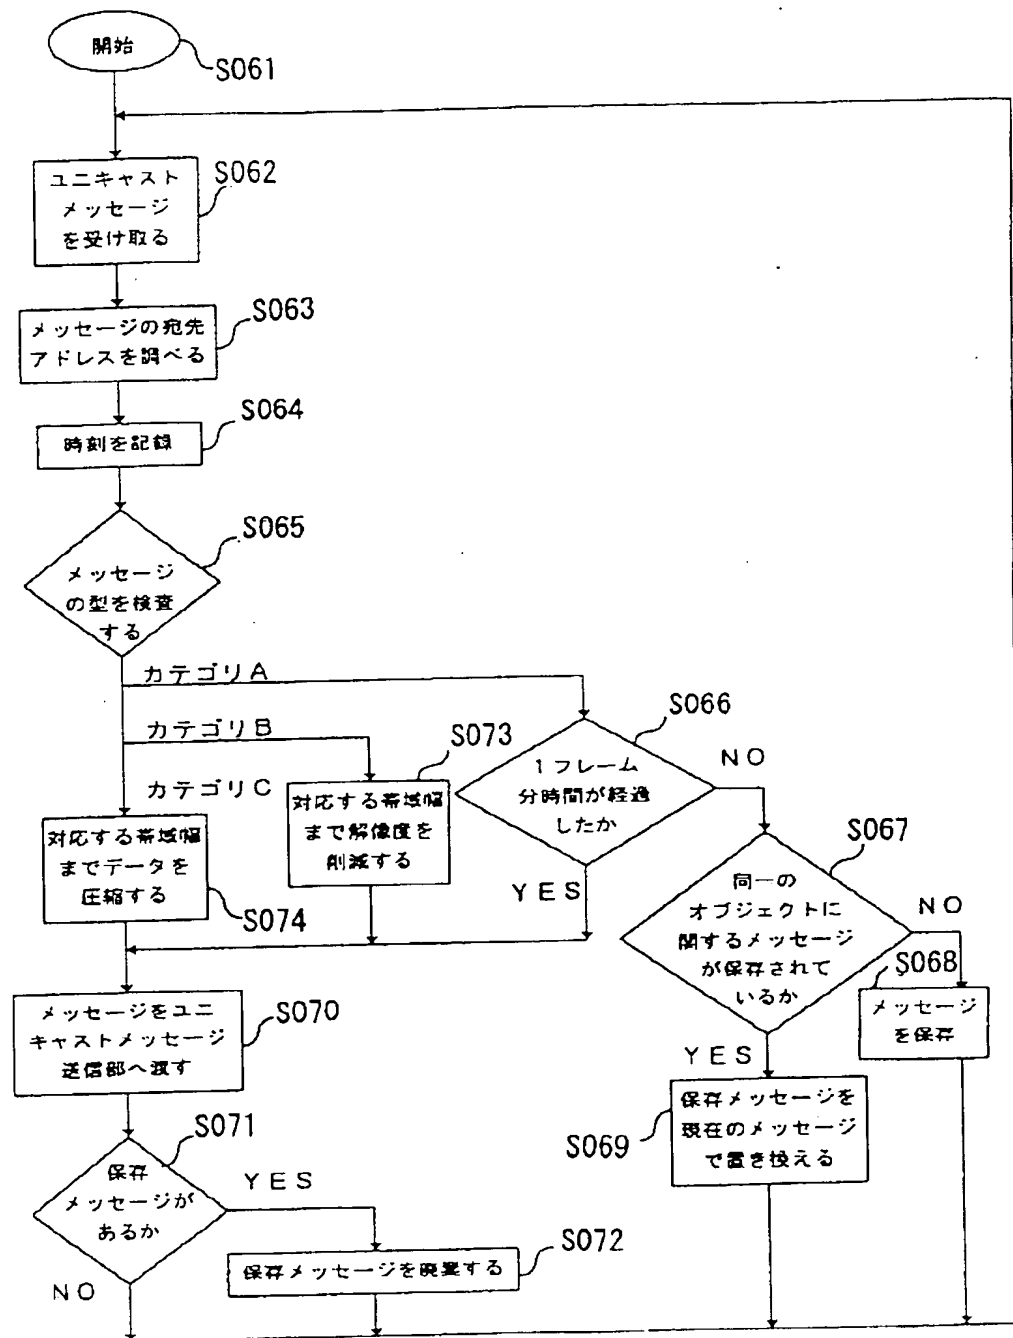 開始
S061
ユニキャスト
メッセージ
を受け取る
S062
メッセージの宛先
アドレスを調べる
S063
時刻を記録
S064
メッセージ
の型を検査
する
S065
カテゴリA
カテゴリB
カテゴリC
1フレーム
分時間が経過
したか
S066
NO
YES
対応する帯域幅
まで解像度を
削減する
S073
対応する帯域幅
までデータを
圧縮する
S074
同一の
オブジェクトに
関するメッセージ
が保存されて
いるか
S067
NO
YES
メッセージ
を保存
S068
保存メッセージを
現在のメッセージ
で置き換える
S069
メッセージをユニ
キャストメッセージ
送信部へ渡す
S070
保存
メッセージが
あるか
S071
YES
NO
保存メッセージを廃棄する
S072